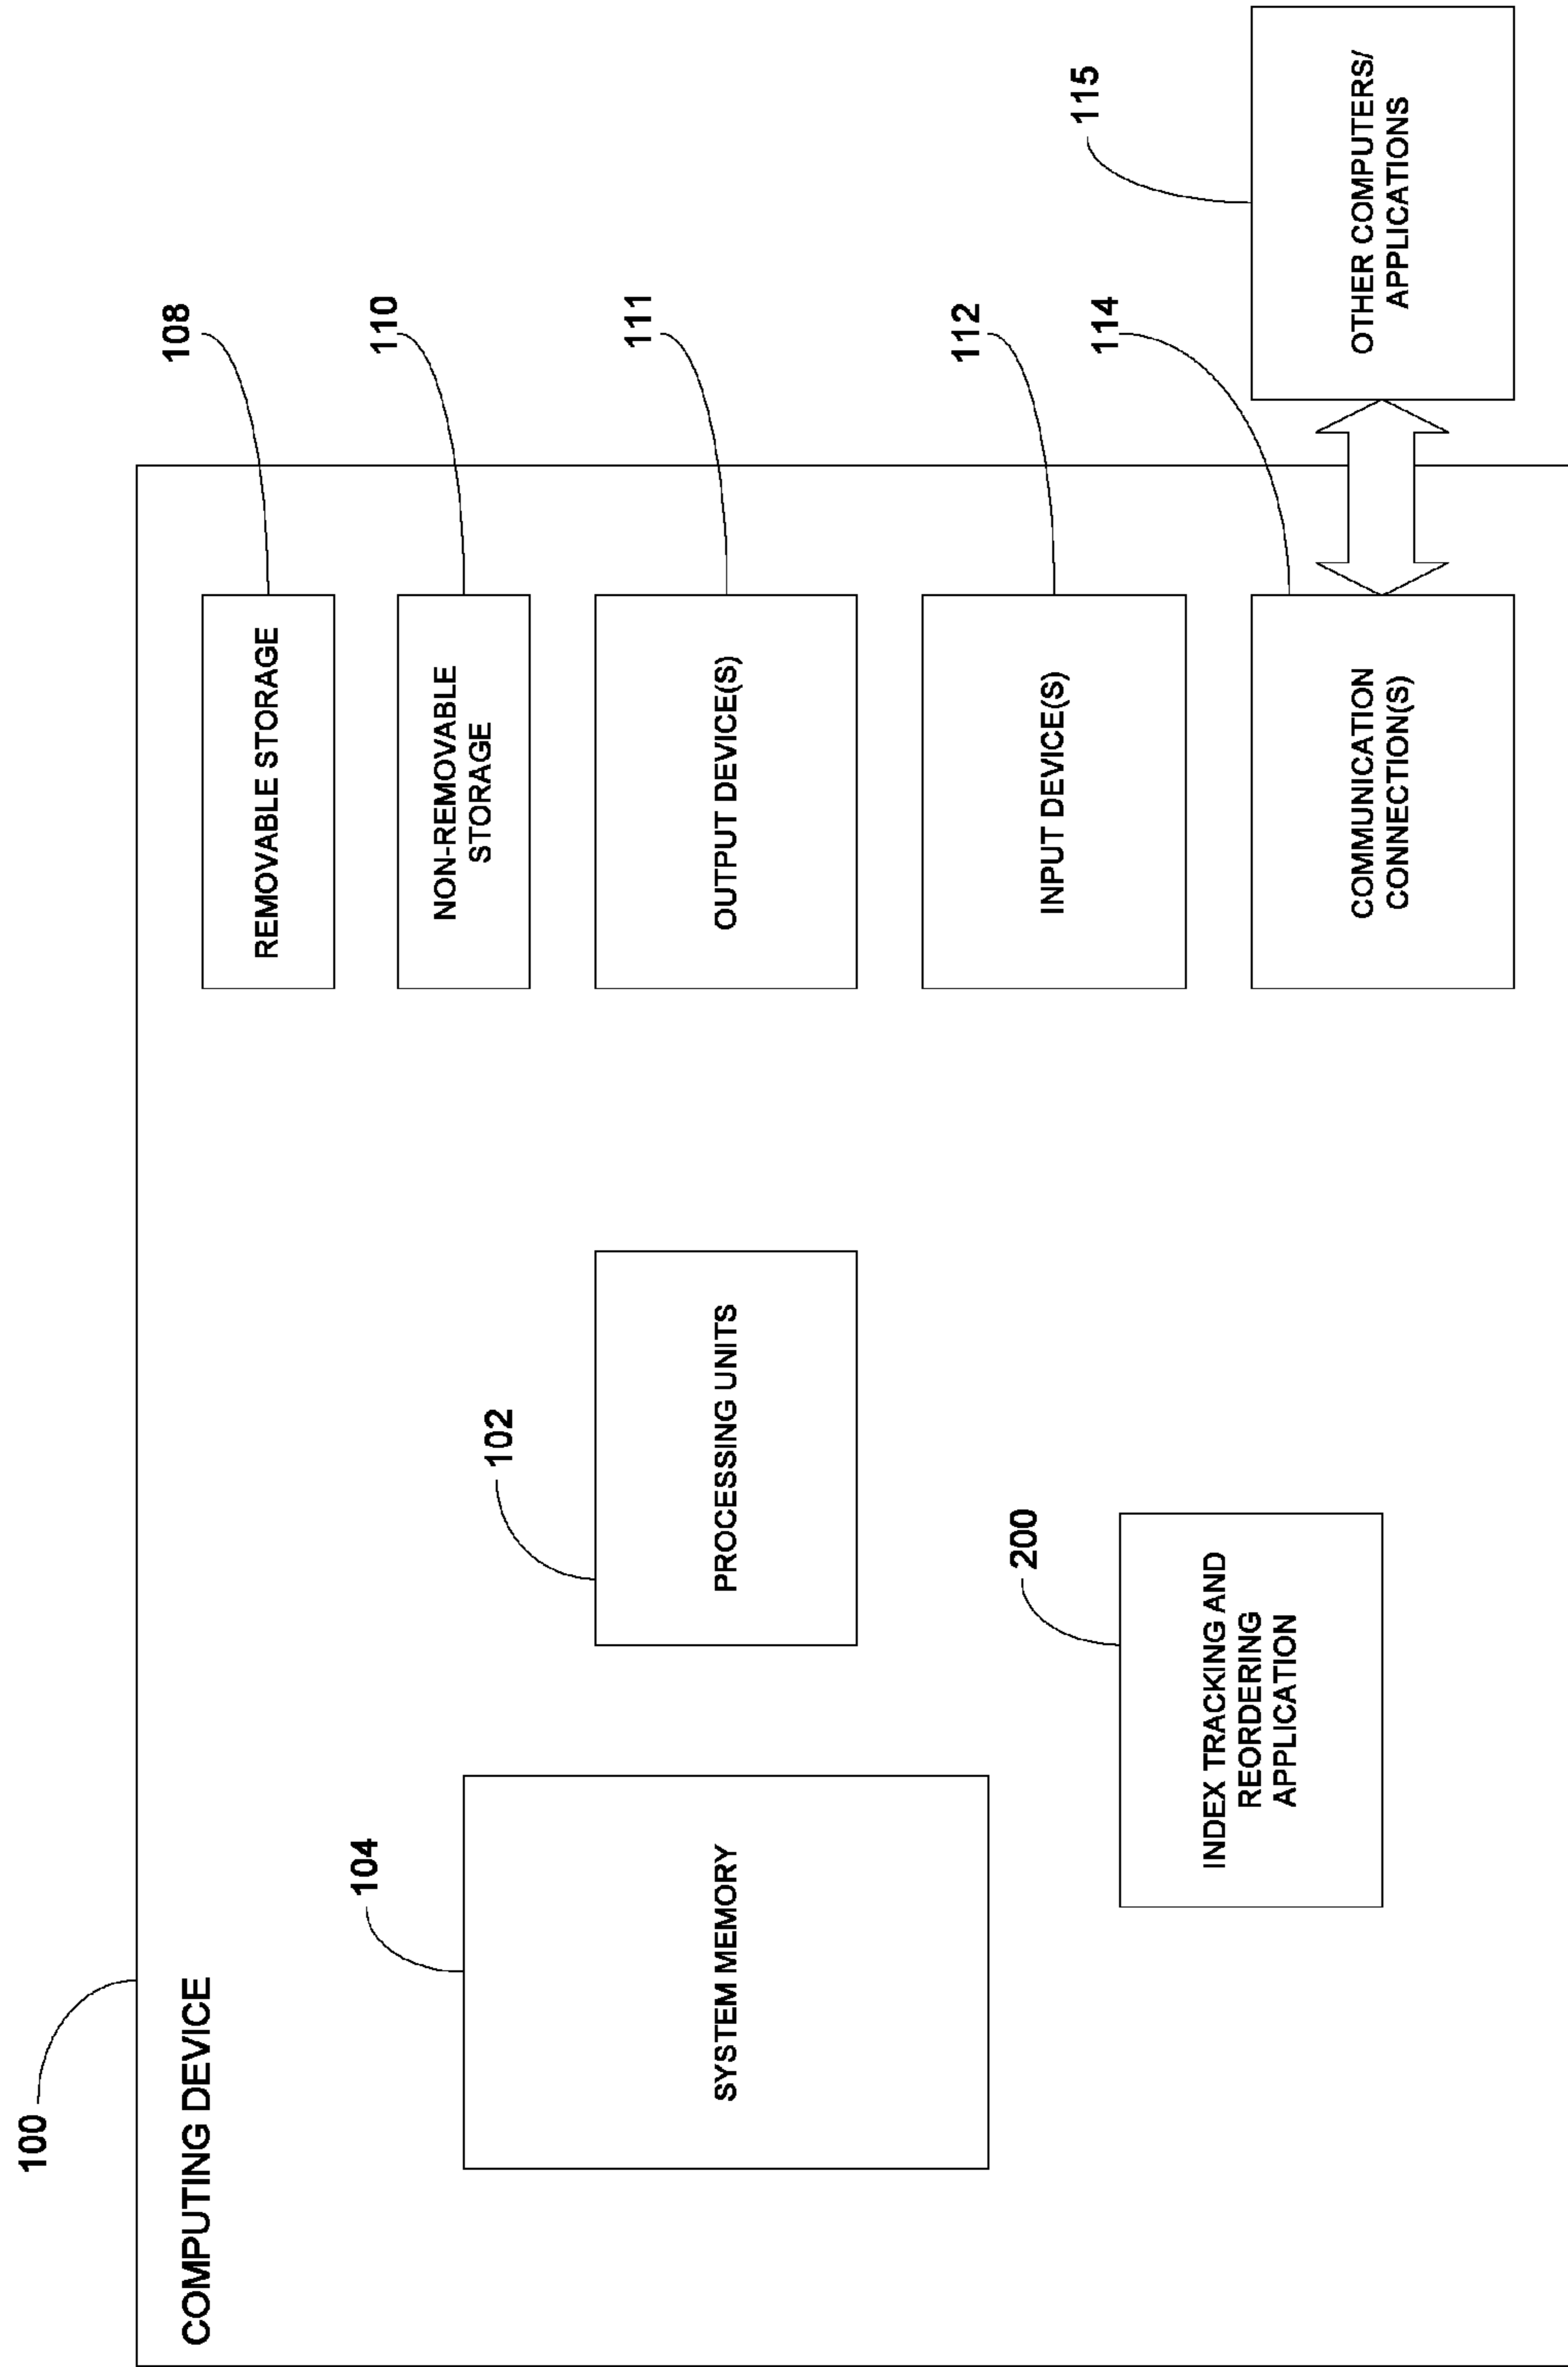 100
COMPUTING DEVICE
104
SYSTEM MEMORY
102
PROCESSING UNITS
200
INDEX TRACKING AND
REORDERING
APPLICATION
108
REMOVABLE STORAGE
110
NON-REMOVABLE
STORAGE
111
OUTPUT DEVICE(S)
112
INPUT DEVICE(S)
114
COMMUNICATION
CONNECTION(S)
115
OTHER COMPUTERS/
APPLICATIONS